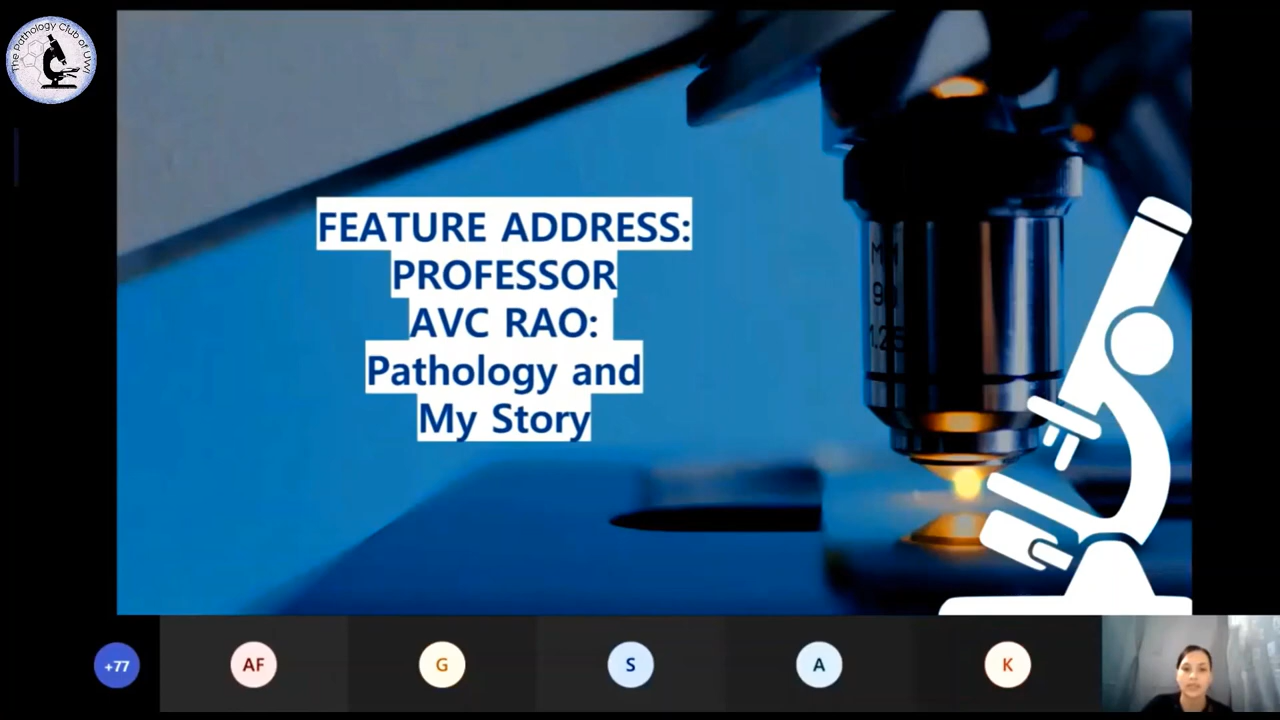 The Pathology Club of UWI
FEATURE ADDRESS:
PROFESSOR
AVC RAO:
Pathology and
My Story
+77
AF
G
S
A
K